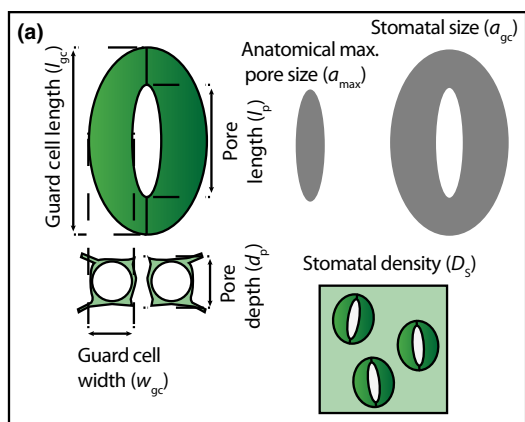 (a)
Guard cell length (lgc)
Pore
length (lp)
Anatomical max.
pore size (amax)
Stomatal size (agc)
Pore
depth (dp)
Guard cell
width (wgc)
Stomatal density (DS)